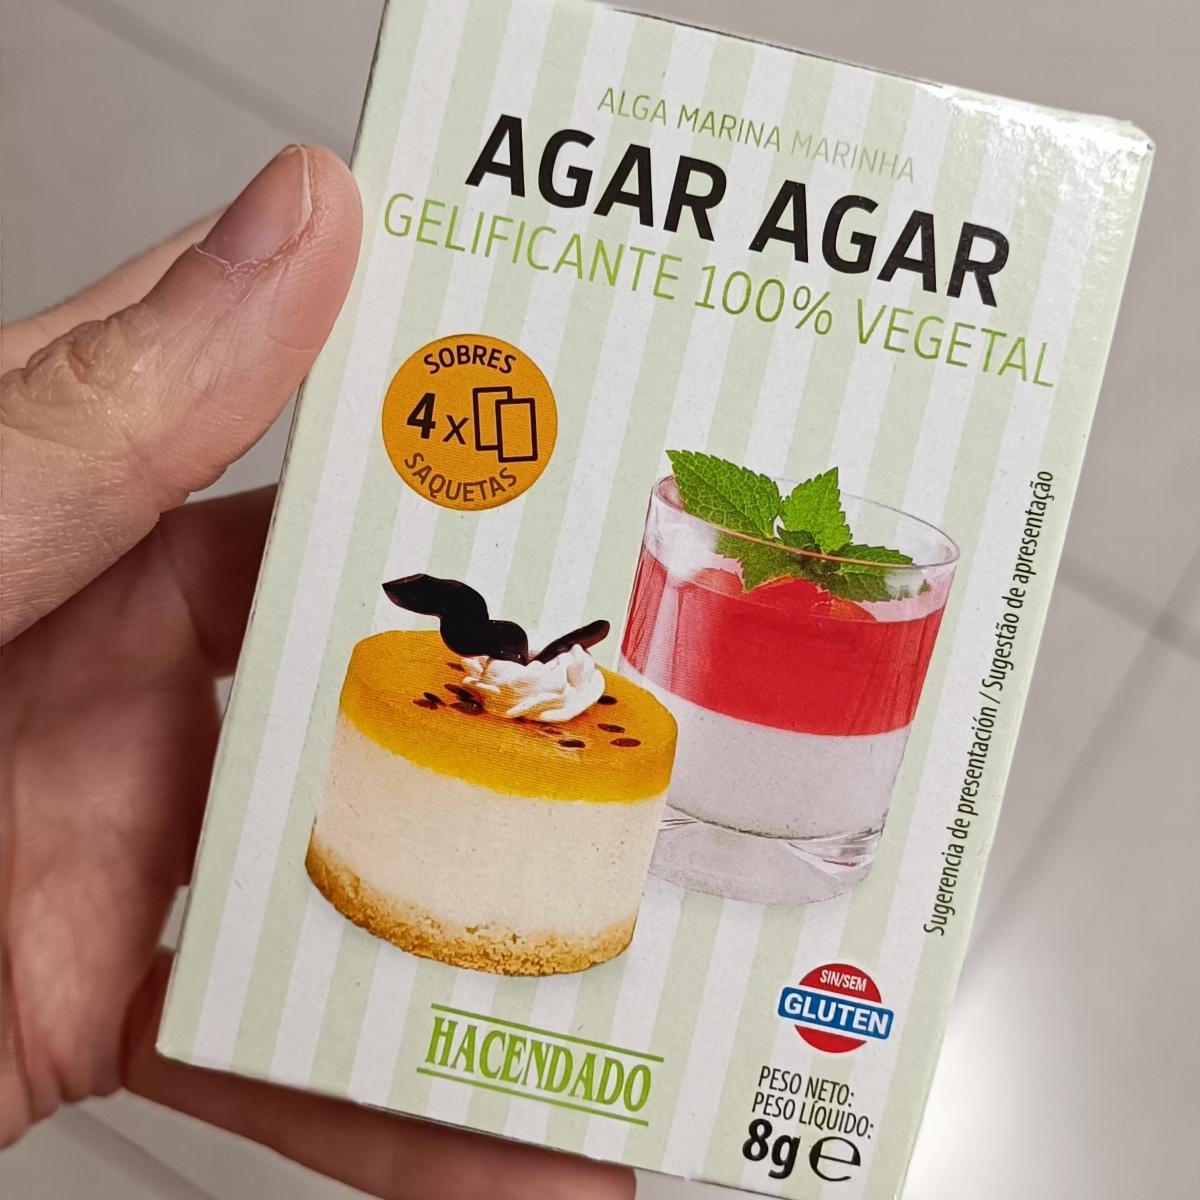 ALGA MARINA MARINHA
AGAR AGAR
GELIFICANTE 100% VEGETAL
SOBRES
4x
SAQUETAS
Sugerencia de presentación / Sugestão de apresentação
SIN/SEM
GLUTEN
HACENDADO
PESO NETO:
PESO LÍQUIDO:
8g e